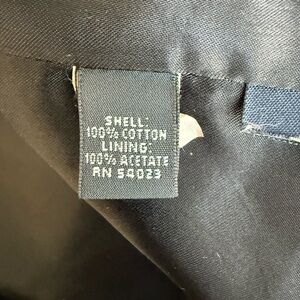 SHELL:
100% COTTON
LINING:
100% ACETATE
RN 54023